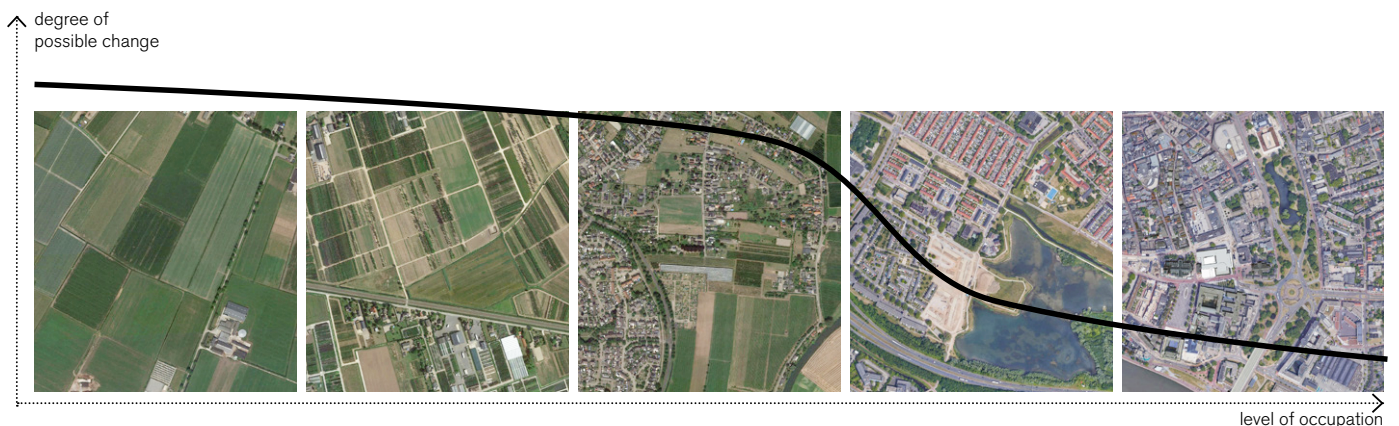 degree of
possible change
level of occupation